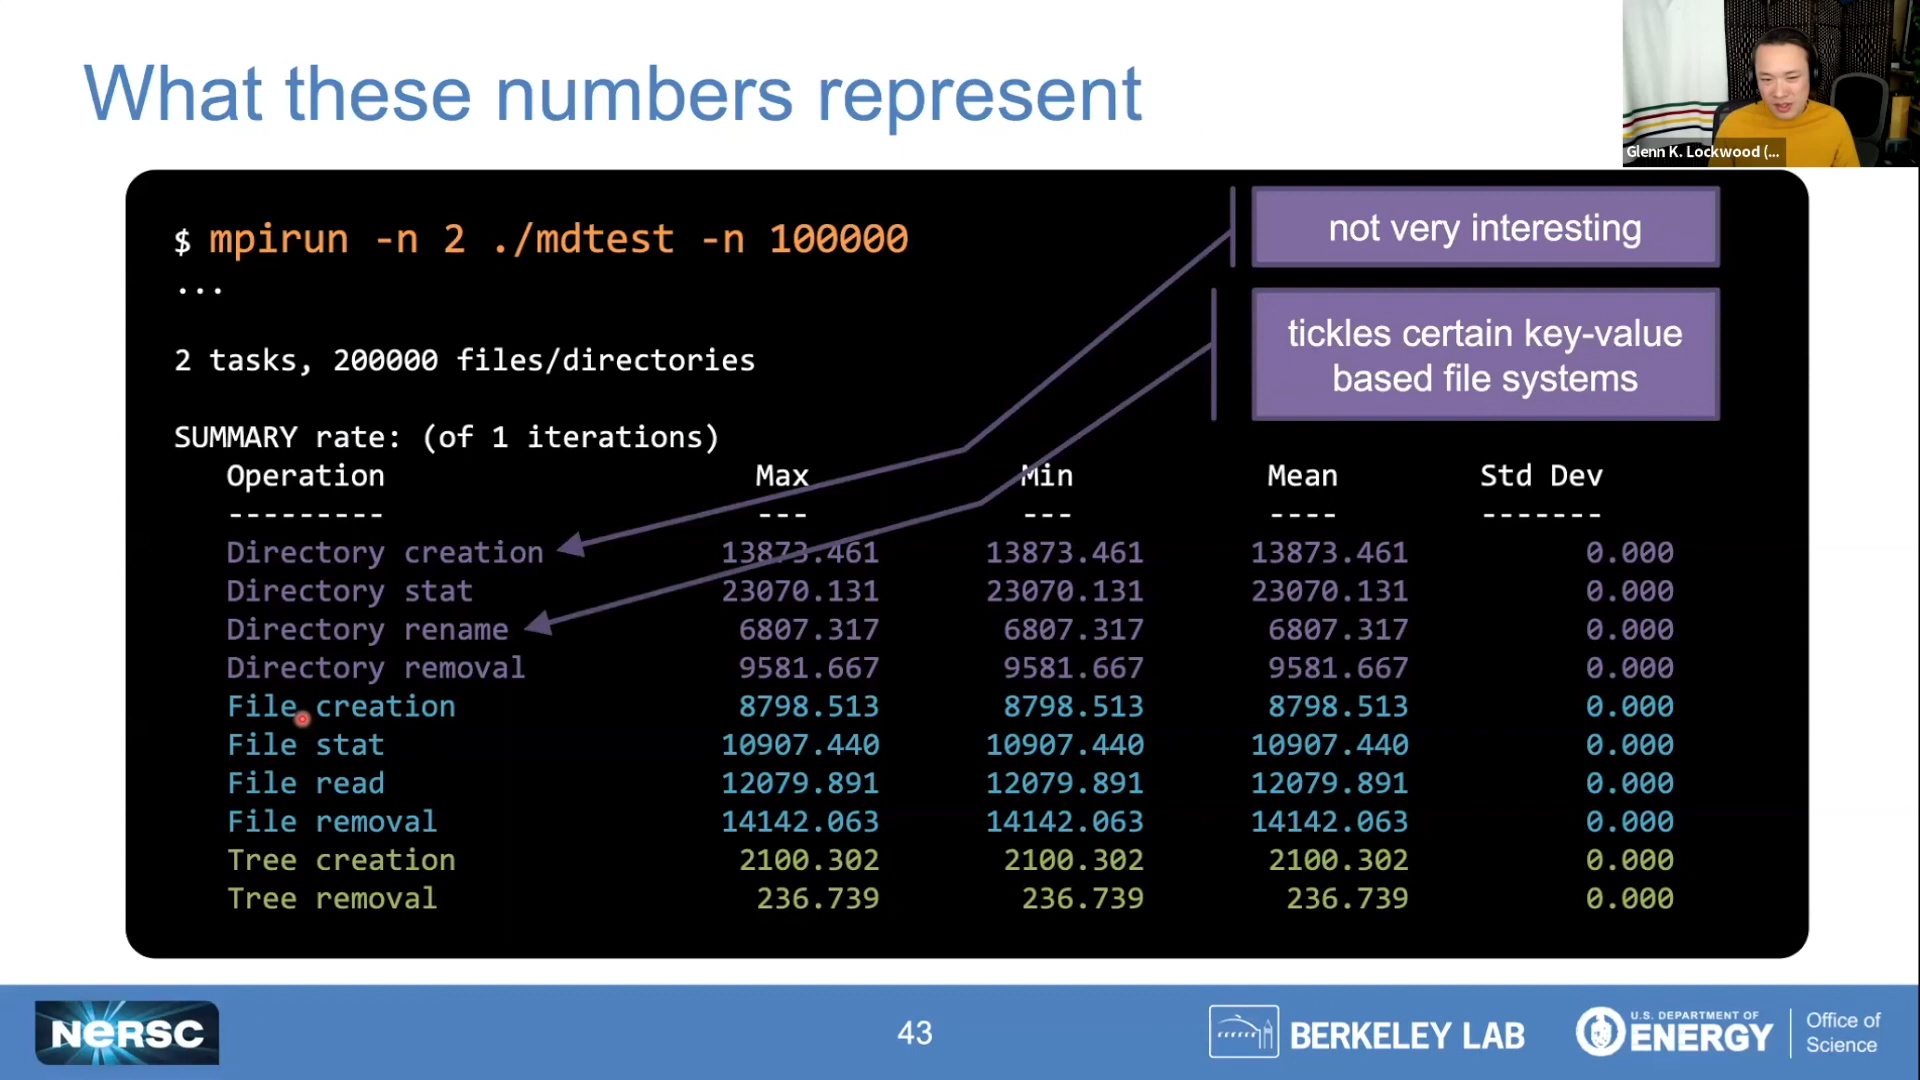 What these numbers represent
Glenn K. Lockwood (...
$ mpirun -n 2 ./mdtest -n 100000
...
not very interesting
tickles certain key-value
based file systems
2 tasks, 200000 files/directories
SUMMARY rate: (of 1 iterations)
Operation Max Min Mean Std Dev
--------- --- --- ---- -------
Directory creation 13873.461 13873.461 13873.461 0.000
Directory stat 23070.131 23070.131 23070.131 0.000
Directory rename 6807.317 6807.317 6807.317 0.000
Directory removal 9581.667 9581.667 9581.667 0.000
File creation 8798.513 8798.513 8798.513 0.000
File stat 10907.440 10907.440 10907.440 0.000
File read 12079.891 12079.891 12079.891 0.000
File removal 14142.063 14142.063 14142.063 0.000
Tree creation 2100.302 2100.302 2100.302 0.000
Tree removal 236.739 236.739 236.739 0.000
NERSC
43
BERKELEY LAB
U.S. DEPARTMENT OF
ENERGY
Office of
Science